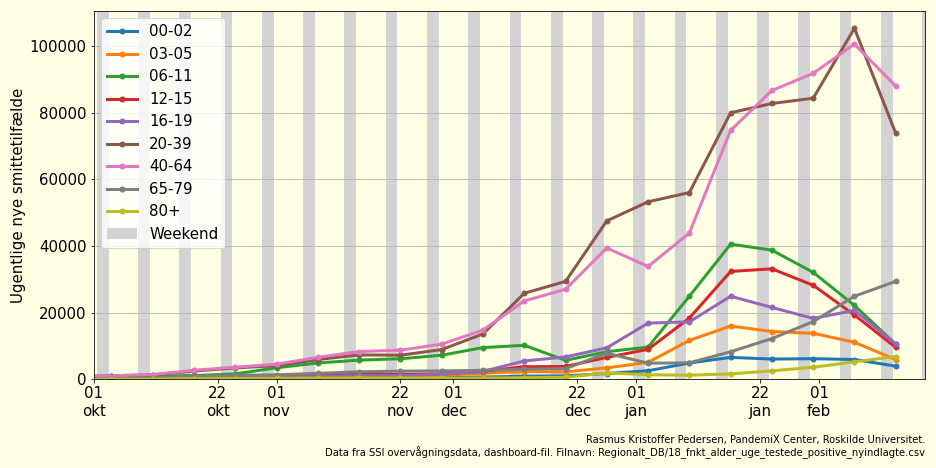 Ugentlige nye smittetilfælde
100000
80000
60000
40000
20000
0
00-02
03-05
06-11
12-15
16-19
20-39
40-64
65-79
80+
Weekend
01 22 01 22 01 22 01 22 01
okt okt nov nov dec dec jan jan feb
Rasmus Kristoffer Pedersen, PandemiX Center, Roskilde Universitet.
Data fra SSI overvågningsdata, dashboard-fil. Filnavn: Regionalt_DB/18_fnkt_alder_uge_testede_positive_nyindlagte.csv